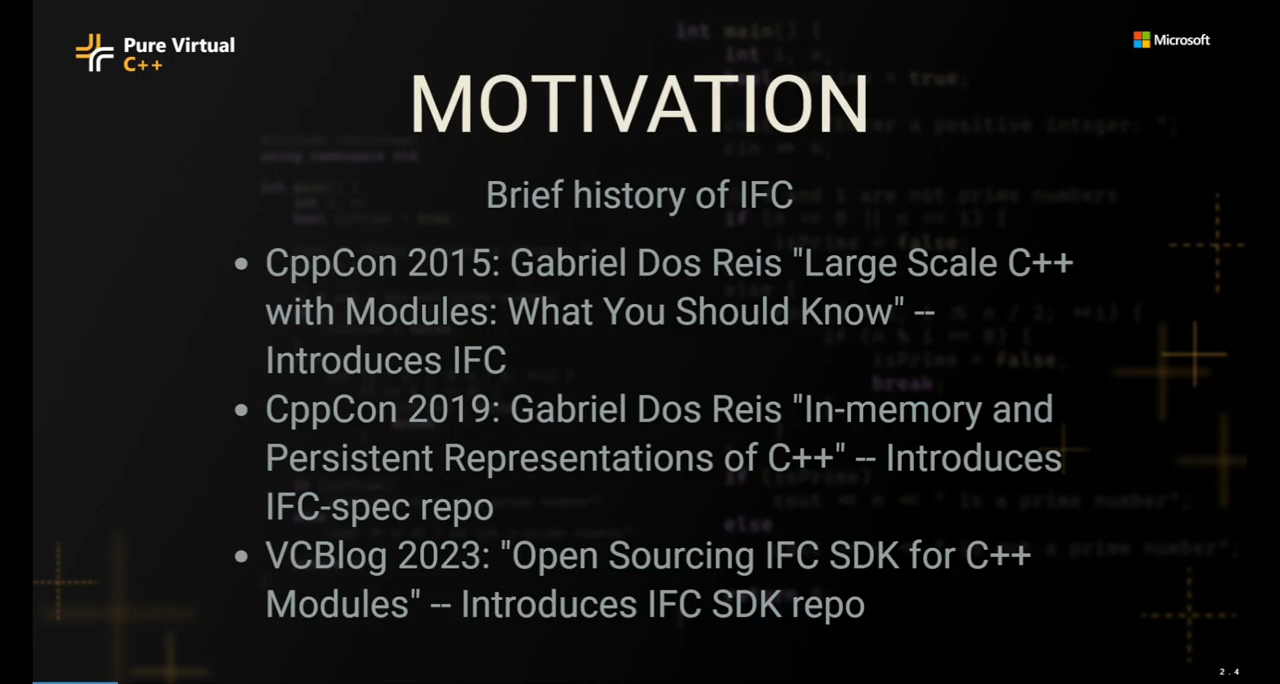 Pure Virtual
C++
Microsoft
MOTIVATION
Brief history of IFC
• CppCon 2015: Gabriel Dos Reis "Large Scale C++
with Modules: What You Should Know" --
Introduces IFC
• CppCon 2019: Gabriel Dos Reis "In-memory and
Persistent Representations of C++" -- Introduces
IFC-spec repo
• VCBlog 2023: "Open Sourcing IFC SDK for C++
Modules" -- Introduces IFC SDK repo
2.4